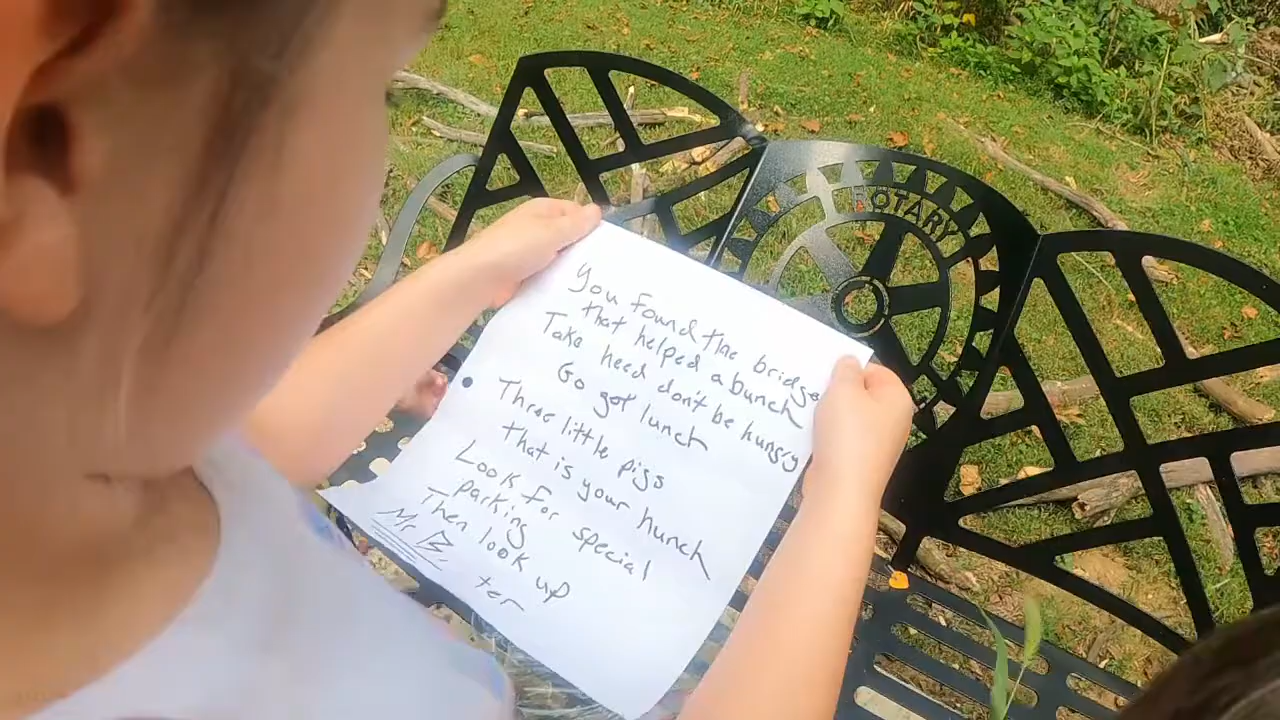 ROTARY
You found the bridge
that helped a bunch
Take heed don't be hungry
Go get lunch
Three little pigs
That is your hunch
Look for special
parking
Then look up
Mr B
ter